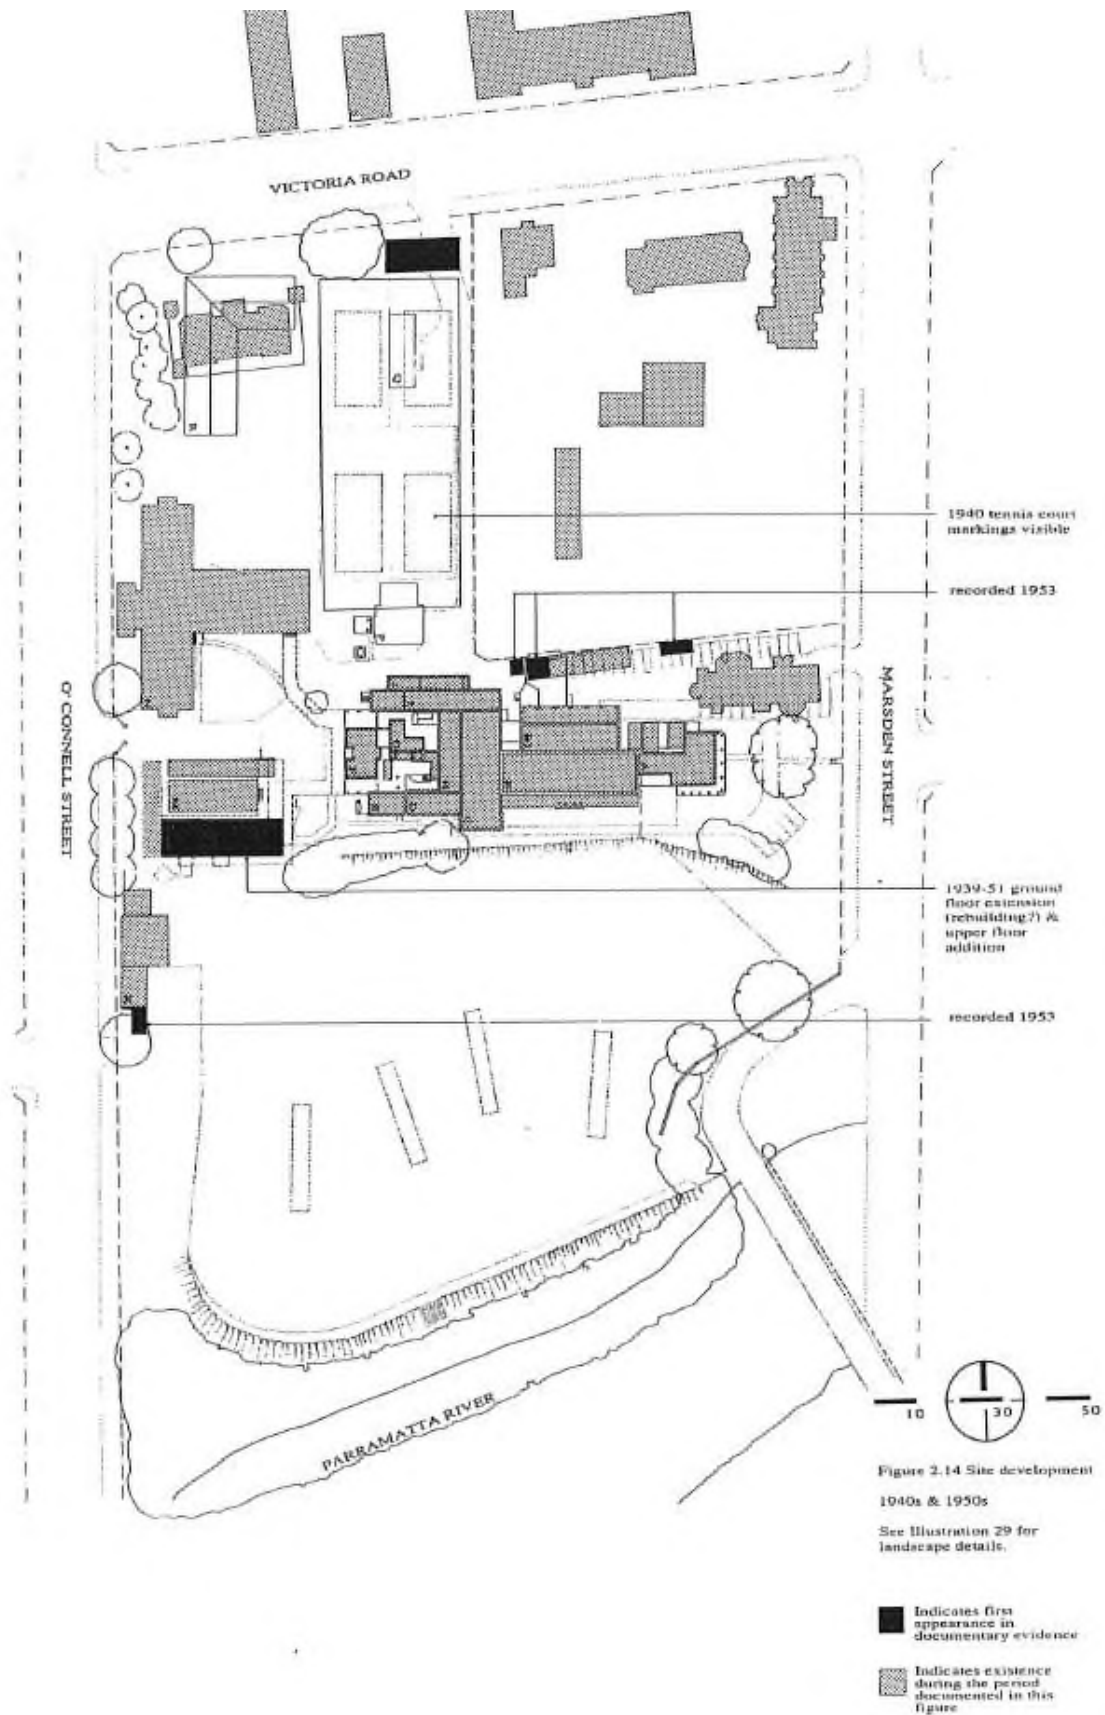 VICTORIA ROAD
1940 tennis court
markings visible
recorded 1953
O'CONNELL STREET
MARSDEN STREET
1939-51 ground
floor extension
(rebuilding?) &
upper floor
addition
recorded 1953
PARRAMATTA RIVER
10
30
50
Figure 2.14 Site development
1940s & 1950s
See Illustration 29 for
landscape details.
Indicates first
appearance in
documentary evidence
Indicates existence
during the period
documented in this
figure